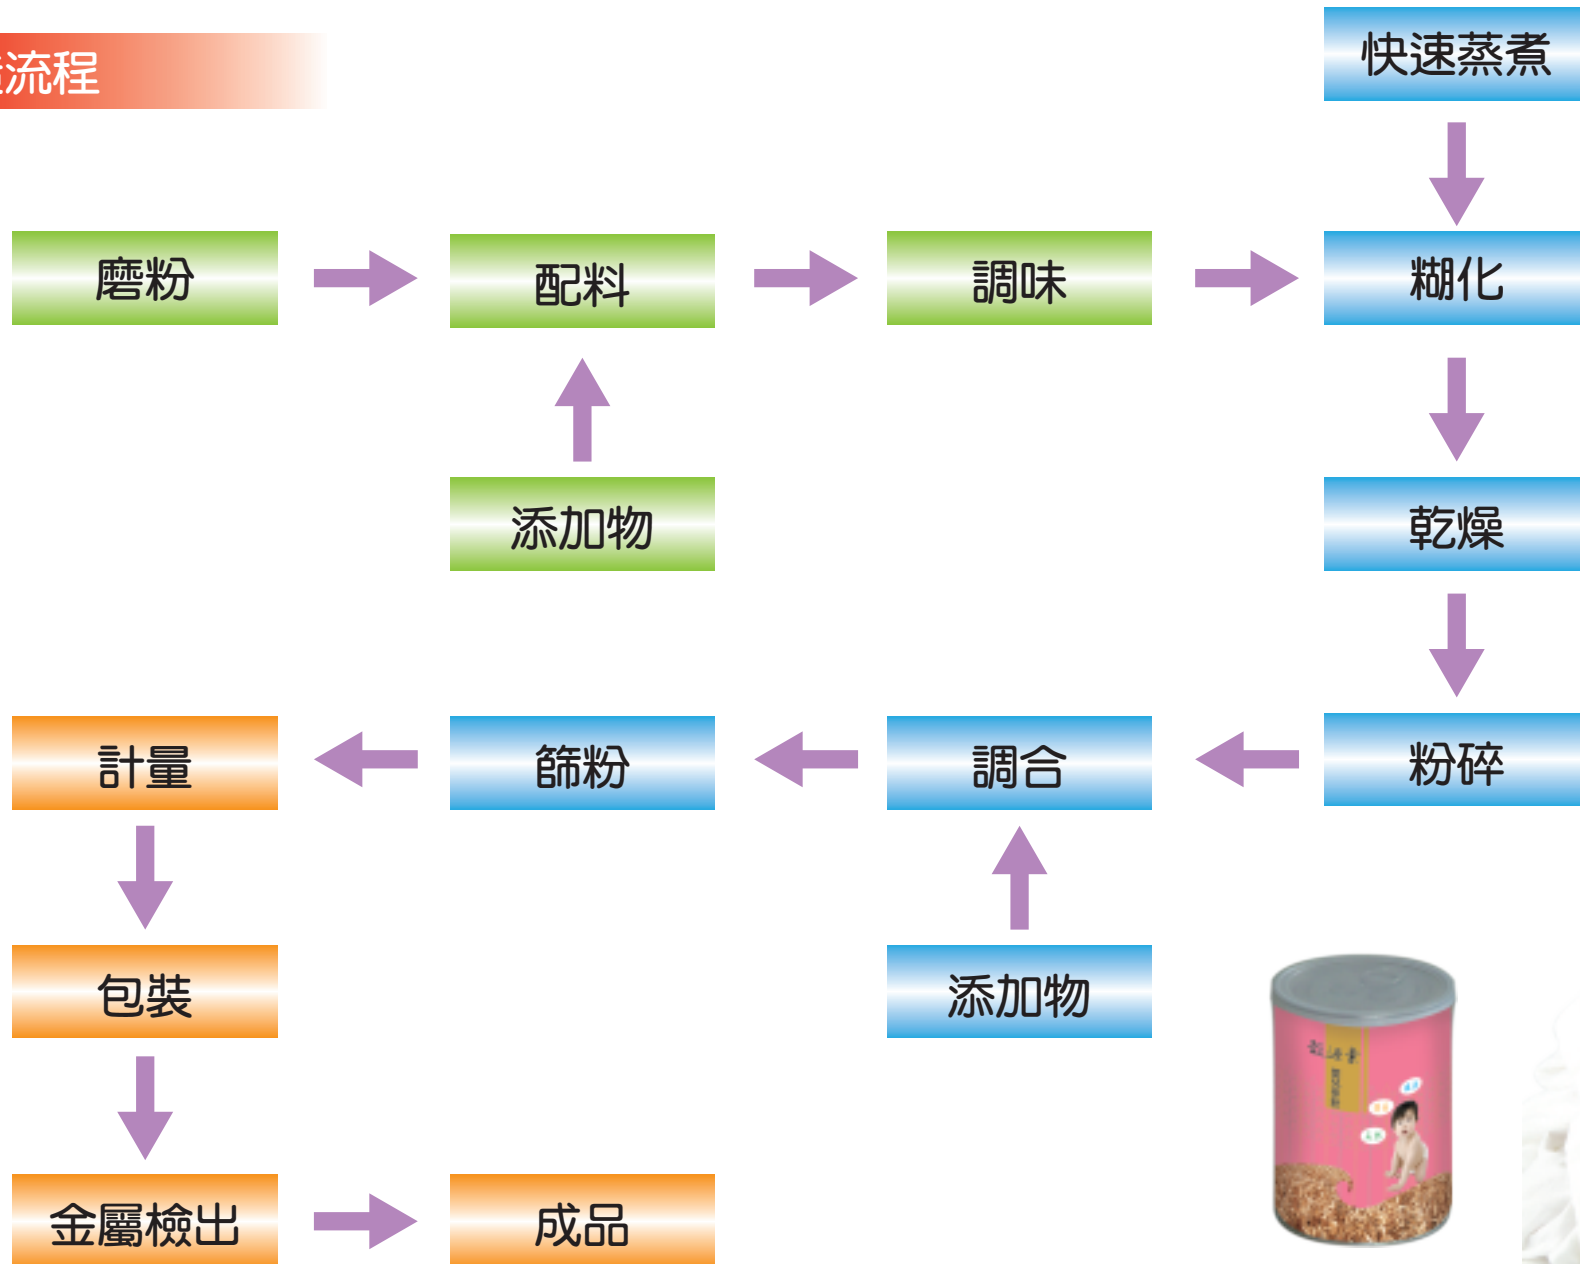 流程
快速蒸煮
磨粉
配料
調味
糊化
添加物
乾燥
計量
篩粉
調合
粉碎
包裝
添加物
金屬檢出
成品